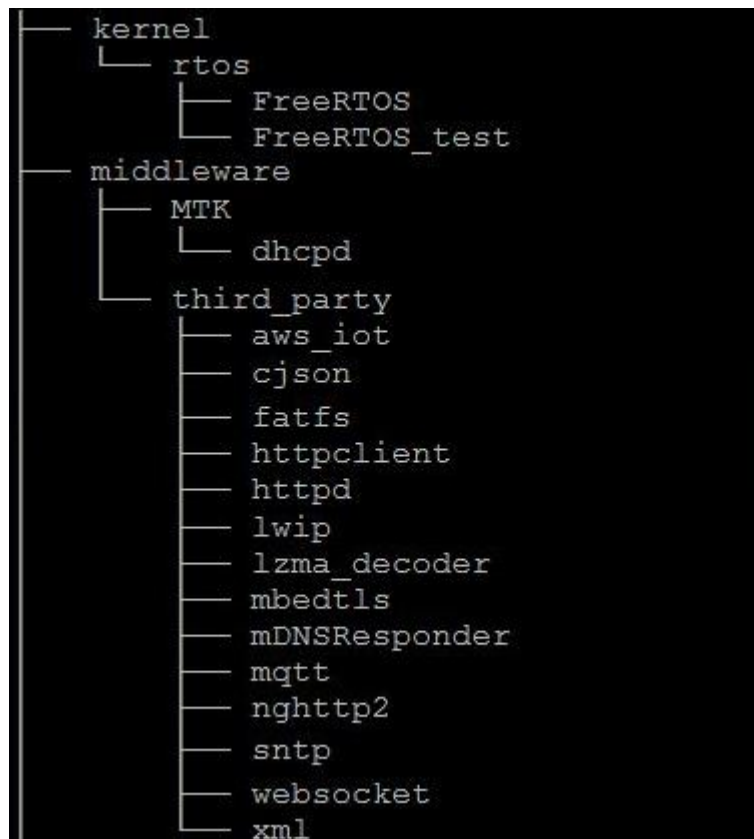 ├── kernel
│   └── rtos
│       ├── FreeRTOS
│       └── FreeRTOS_test
├── middleware
│   ├── MTK
│   │   └── dhcpd
│   └── third_party
│       ├── aws_iot
│       ├── cjson
│       ├── fatfs
│       ├── httpclient
│       ├── httpd
│       ├── lwip
│       ├── lzma_decoder
│       ├── mbedtls
│       ├── mDNSResponder
│       ├── mqtt
│       ├── nghttp2
│       ├── sntp
│       ├── websocket
│       └── xml